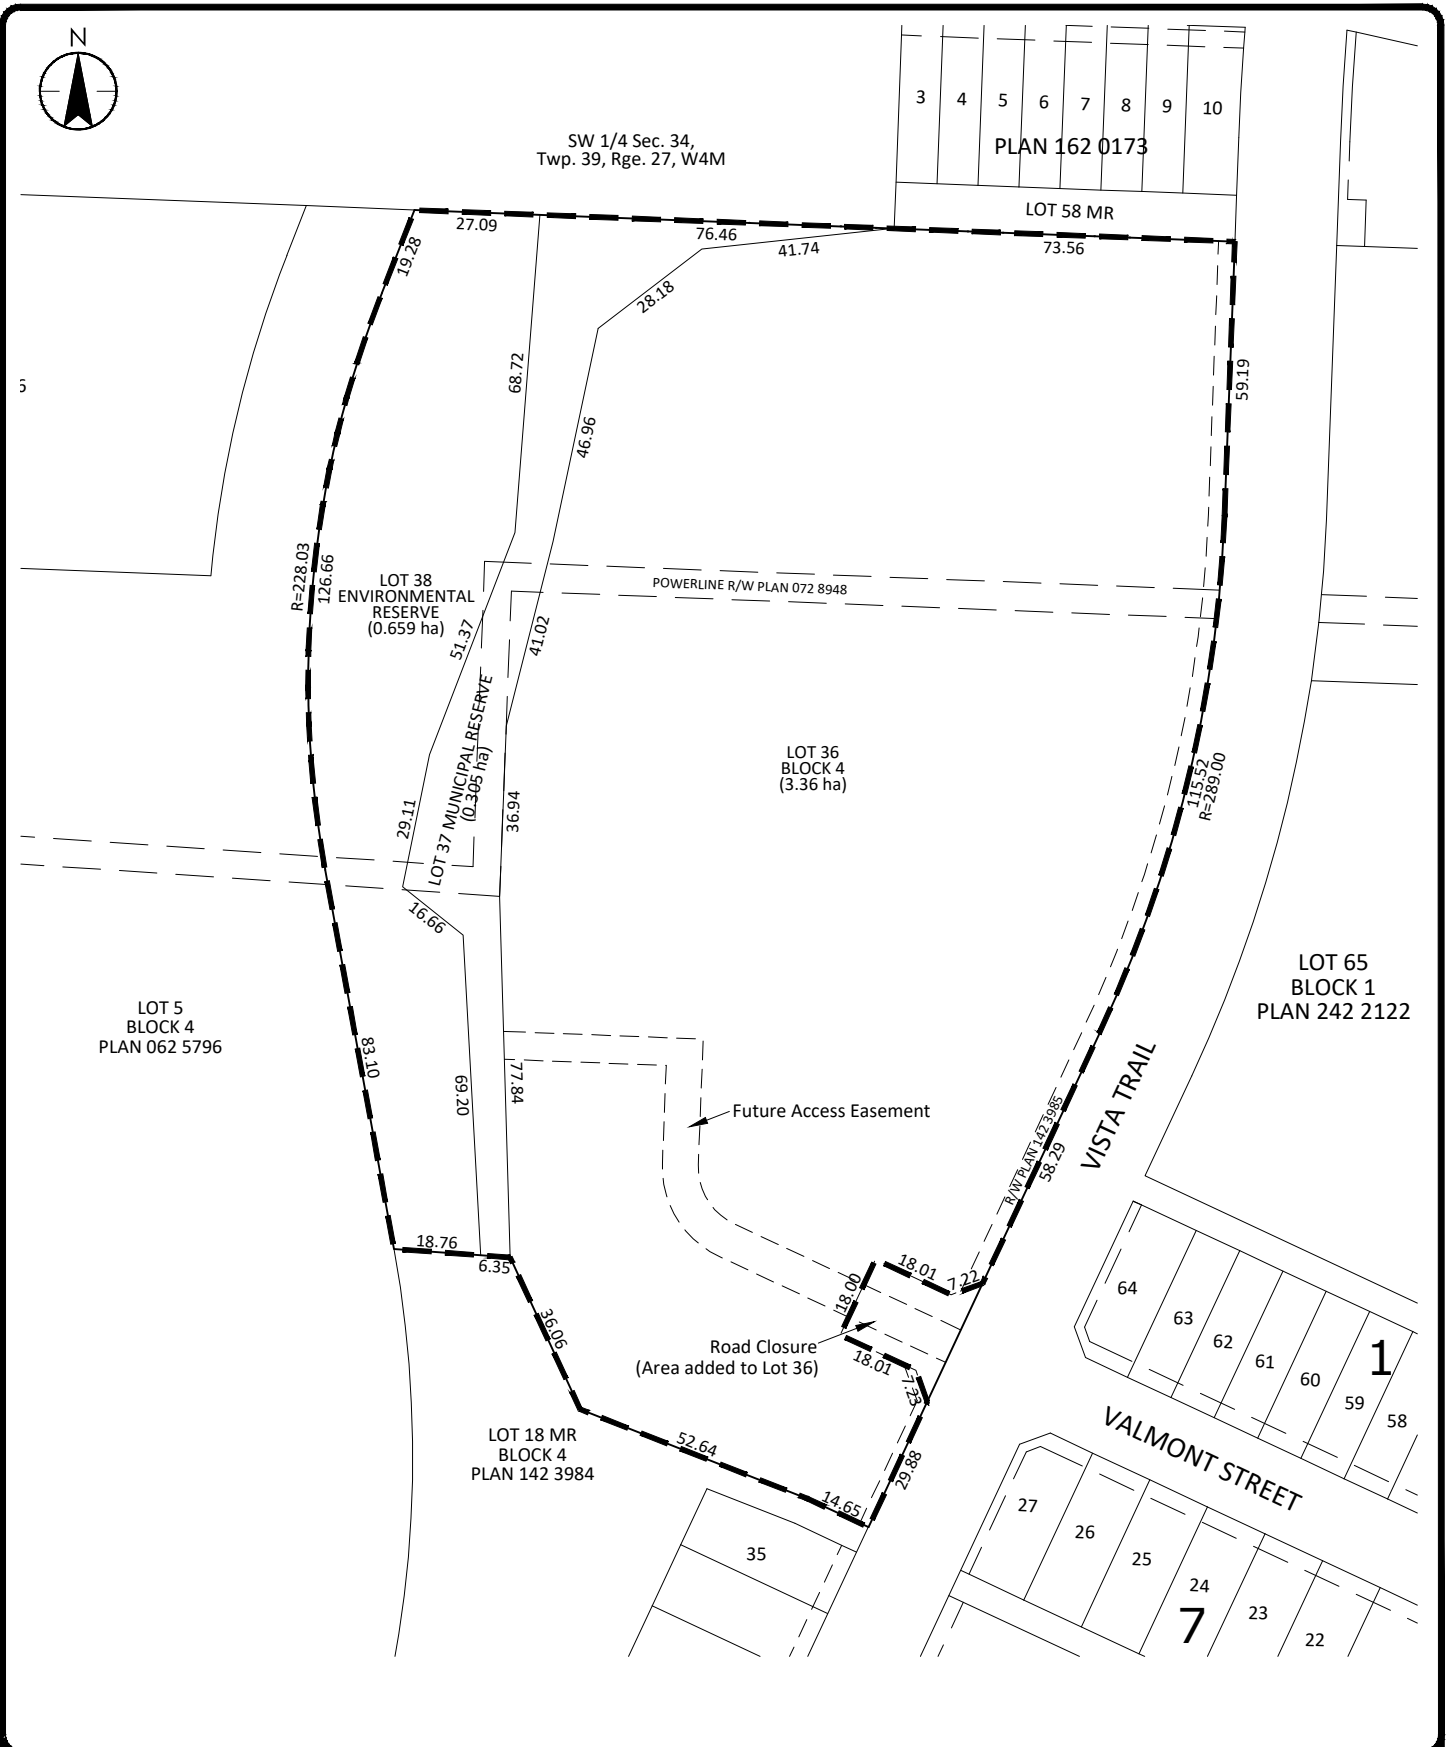 N
3
4
5
6
7
8
9
10
PLAN 162 0173
SW 1/4 Sec. 34,
Twp. 39, Rge. 27, W4M
LOT 58 MR
27.09
76.46
41.74
73.56
19.28
28.18
68.72
59.19
46.96
R=228.03
126.66
LOT 38
ENVIRONMENTAL
RESERVE
(0.659 ha)
POWERLINE R/W PLAN 072 8948
51.37
41.02
LOT 37 MUNICIPAL RESERVE
(0.305 ha)
LOT 36
BLOCK 4
(3.36 ha)
115.52
R=289.00
29.11
36.94
16.66
LOT 65
BLOCK 1
PLAN 242 2122
LOT 5
BLOCK 4
PLAN 062 5796
83.10
69.20
77.84
Future Access Easement
R/W PLAN 142 3985
58.29
VISTA TRAIL
18.76
6.35
18.01
7.22
18.00
36.06
Road Closure
(Area added to Lot 36)
18.01
7.23
64
63
62
61
60
59
58
1
VALMONT STREET
LOT 18 MR
BLOCK 4
PLAN 142 3984
52.64
14.65
29.88
35
27
26
25
24
23
22
7